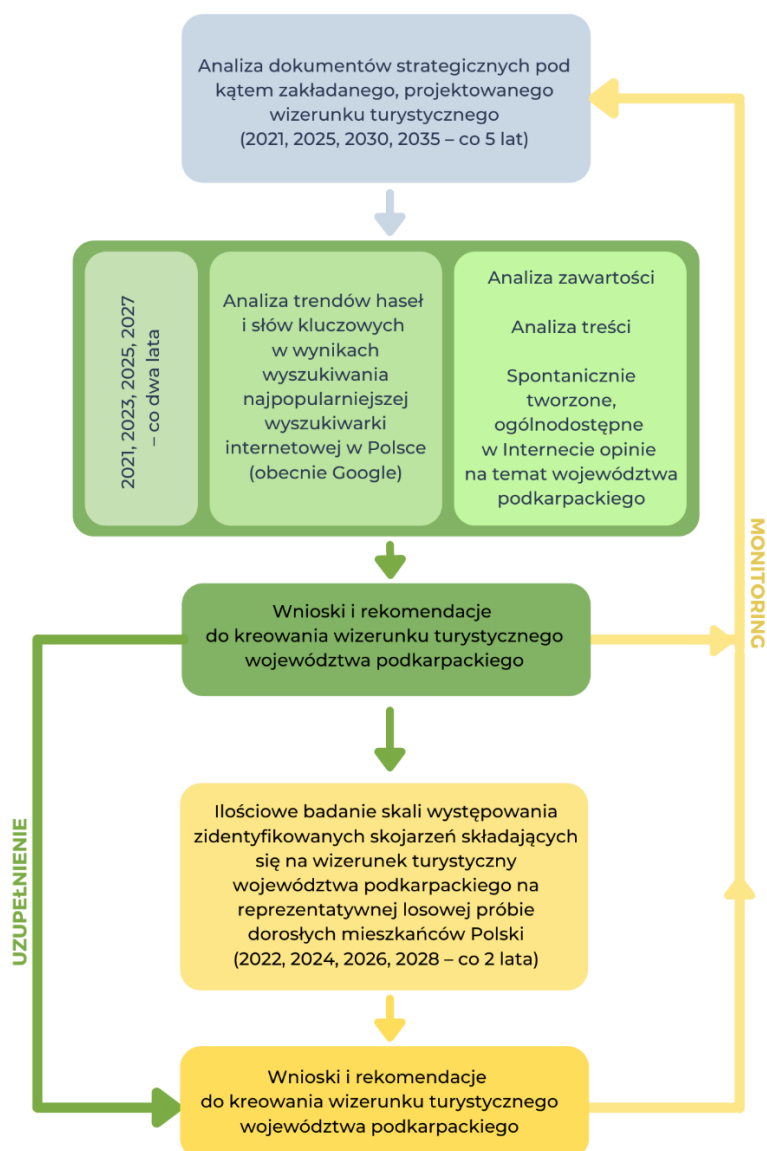 Analiza dokumentów strategicznych pod
kątem zakładanego, projektowanego
wizerunku turystycznego
(2021, 2025, 2030, 2035 – co 5 lat)
2021, 2023, 2025, 2027
– co dwa lata
Analiza trendów haseł
i słów kluczowych
w wynikach
wyszukiwania
najpopularniejszej
wyszukiwarki
internetowej w Polsce
(obecnie Google)
Analiza zawartości
Analiza treści
Spontanicznie
tworzone,
ogólnodostępne
w Internecie opinie
na temat województwa
podkarpackiego
MONITORING
Wnioski i rekomendacje
do kreowania wizerunku turystycznego
województwa podkarpackiego
UZUPEŁNIENIE
Ilościowe badanie skali występowania
zidentyfikowanych skojarzeń składających
się na wizerunek turystyczny
województwa podkarpackiego na
reprezentatywnej losowej próbie
dorosłych mieszkańców Polski
(2022, 2024, 2026, 2028 – co 2 lata)
Wnioski i rekomendacje
do kreowania wizerunku turystycznego
województwa podkarpackiego